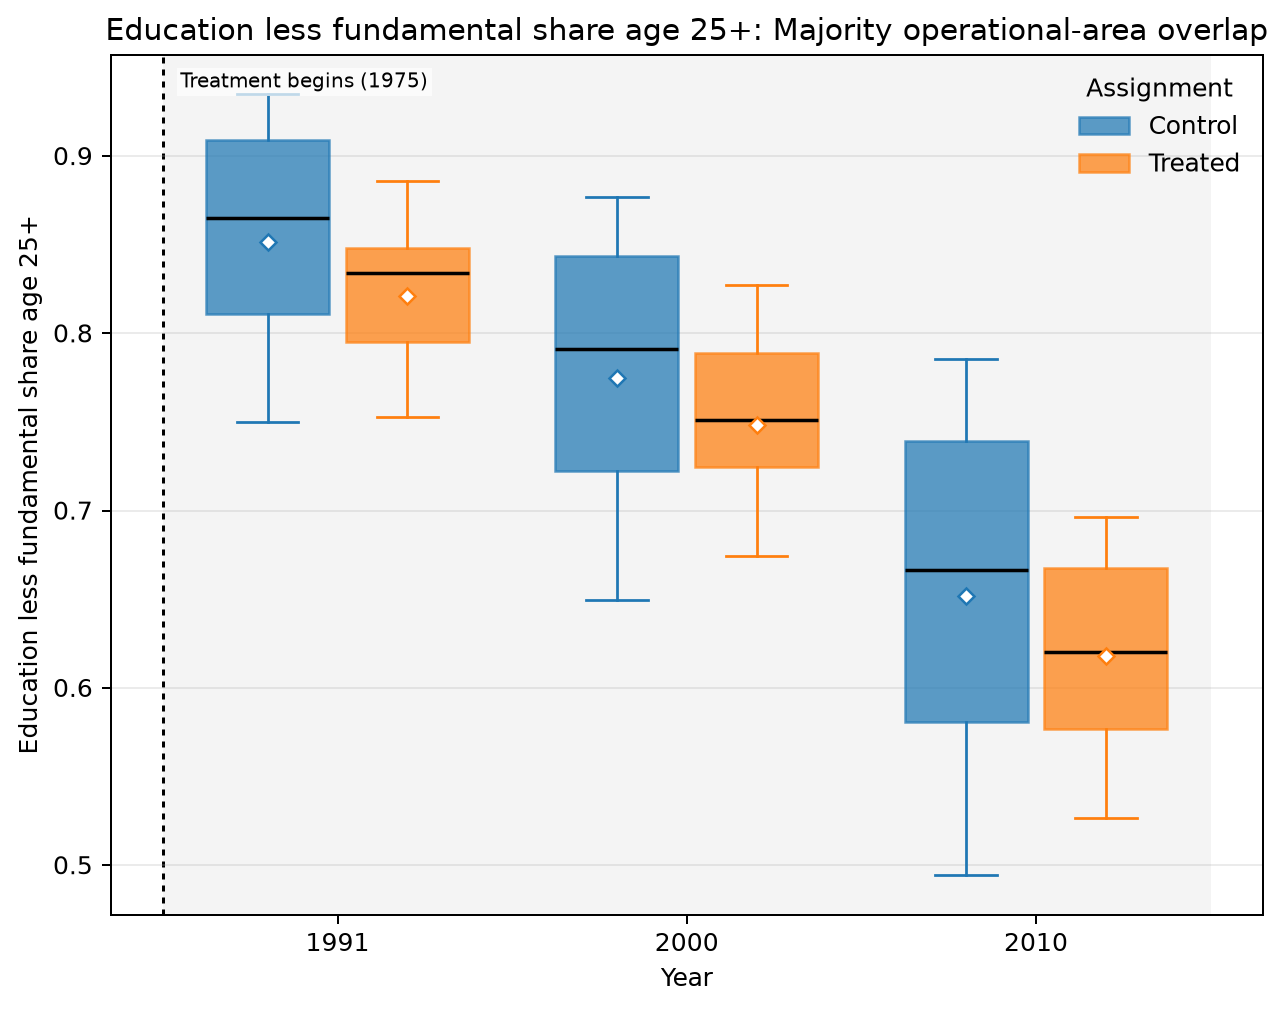 Education less fundamental share age 25+: Majority operational-area overlap
Treatment begins (1975)
Assignment
Control
Treated
Education less fundamental share age 25+
0.9
0.8
0.7
0.6
0.5
1991
2000
2010
Year